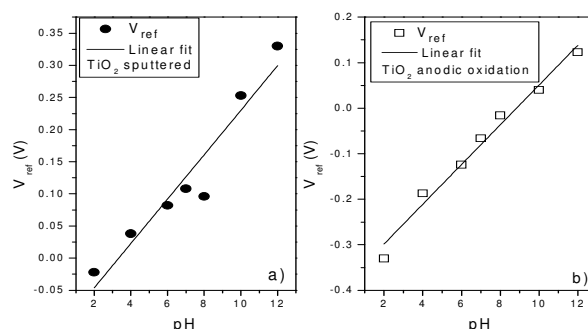 V_ref
Linear fit
TiO₂ sputtered
0.35
0.30
0.25
0.20
0.15
0.10
0.05
0.00
-0.05
V_ref (V)
2 4 6 8 10 12
pH
a)
V_ref
Linear fit
TiO₂ anodic oxidation
0.2
0.1
0.0
-0.1
-0.2
-0.3
-0.4
V_ref (V)
2 4 6 8 10 12
pH
b)